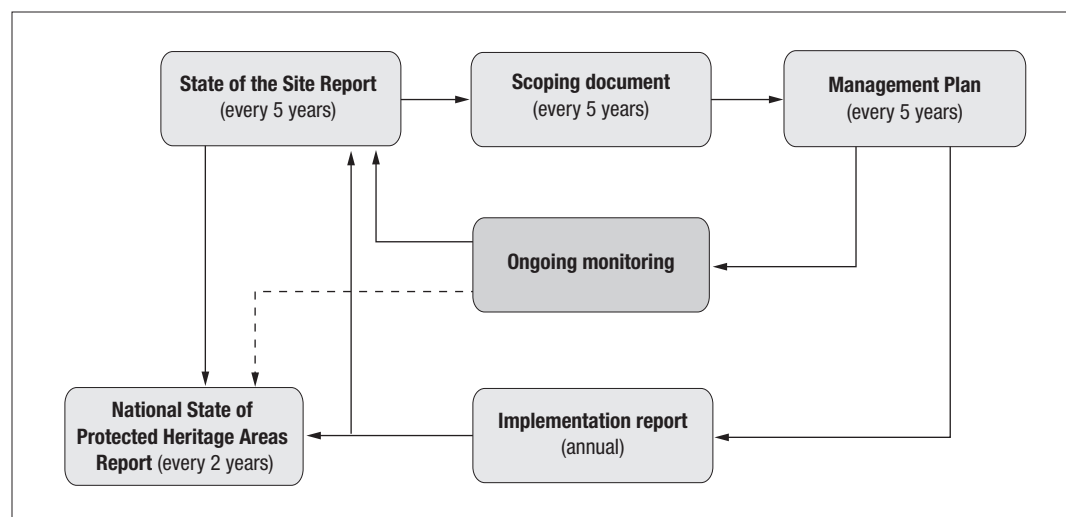 State of the Site Report
(every 5 years)
Scoping document
(every 5 years)
Management Plan
(every 5 years)
Ongoing monitoring
National State of
Protected Heritage Areas
Report (every 2 years)
Implementation report
(annual)